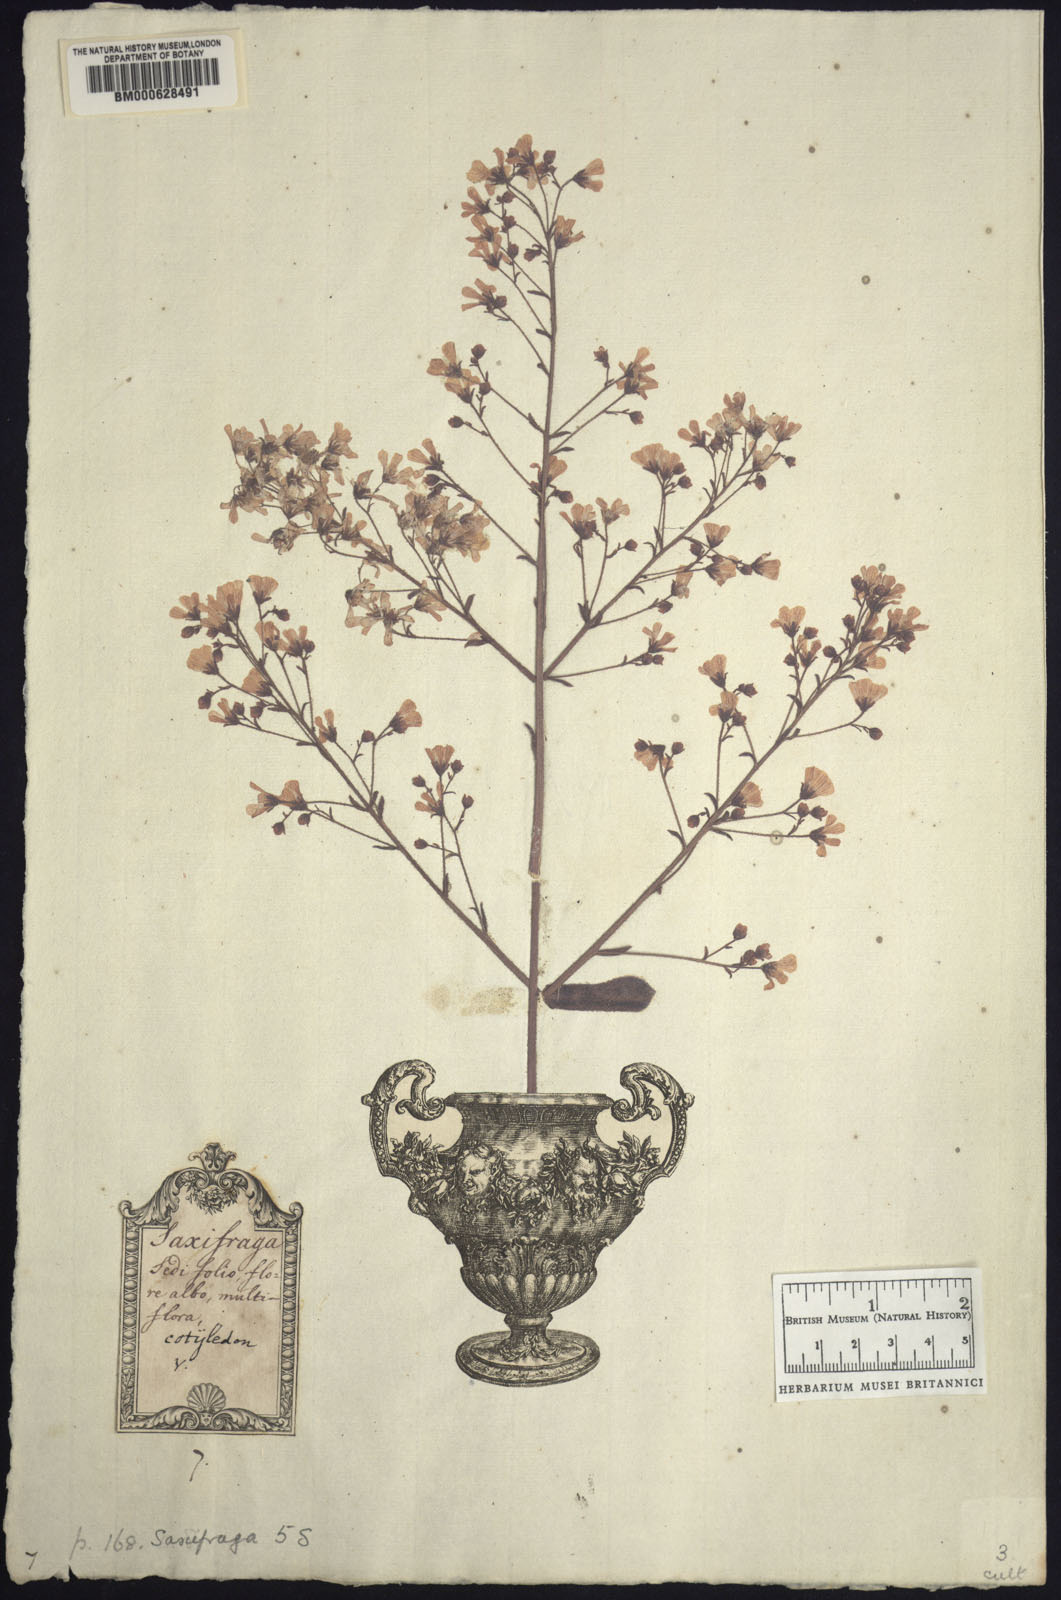 THE NATURAL HISTORY MUSEUM, LONDON
DEPARTMENT OF BOTANY
BM000628491
Saxifraga
Sedi folio, flo=
re albo, multi-
flora,
cotÿledon
γ.
7.
1 2
BRITISH MUSEUM (NATURAL HISTORY)
1 2 3 4 5
HERBARIUM MUSEI BRITANNICI
7 p. 168. Saxifraga 5 S
3
cult